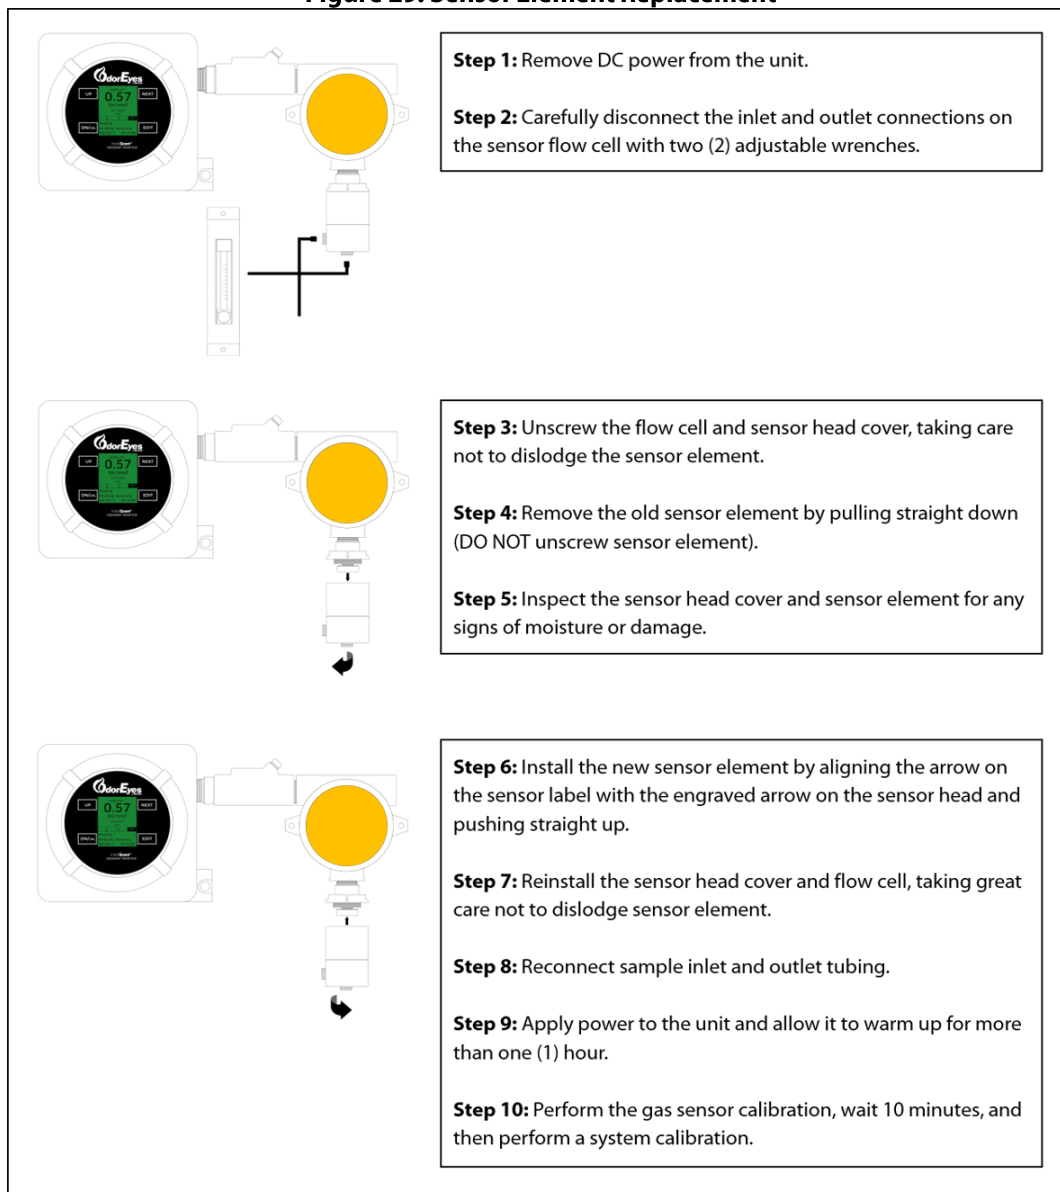 Figure 29: Sensor Element Replacement
OdorEyes
UP
0.57
NEXT
EDIT
Step 1: Remove DC power from the unit.
Step 2: Carefully disconnect the inlet and outlet connections on
the sensor flow cell with two (2) adjustable wrenches.
OdorEyes
UP
0.57
NEXT
EDIT
Step 3: Unscrew the flow cell and sensor head cover, taking care
not to dislodge the sensor element.
Step 4: Remove the old sensor element by pulling straight down
(DO NOT unscrew sensor element).
Step 5: Inspect the sensor head cover and sensor element for any
signs of moisture or damage.
OdorEyes
UP
0.57
NEXT
EDIT
Step 6: Install the new sensor element by aligning the arrow on
the sensor label with the engraved arrow on the sensor head and
pushing straight up.
Step 7: Reinstall the sensor head cover and flow cell, taking great
care not to dislodge sensor element.
Step 8: Reconnect sample inlet and outlet tubing.
Step 9: Apply power to the unit and allow it to warm up for more
than one (1) hour.
Step 10: Perform the gas sensor calibration, wait 10 minutes, and
then perform a system calibration.